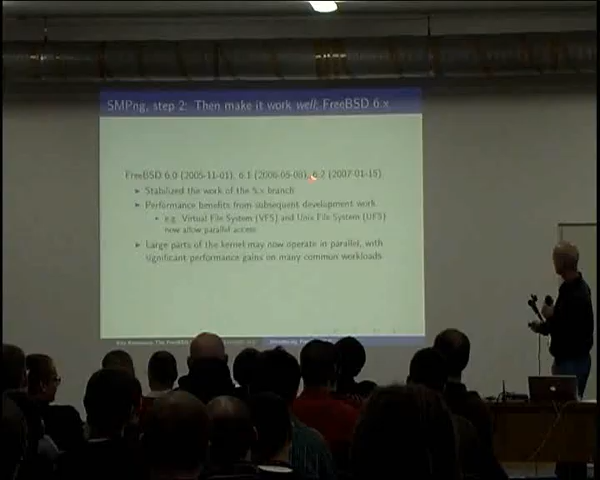 SMPng, step 2: Then make it work well; FreeBSD 6.x
FreeBSD 6.0 (2005-11-01), 6.1 (2006-05-08), 6.2 (2007-01-15)
Stabilized the work of the 5.x branch
Performance benefits from subsequent development work
e.g. Virtual File System (VFS) and Unix File System (UFS)
now allow parallel access
Large parts of the kernel may now operate in parallel, with
significant performance gains on many common workloads
The FreeBSD